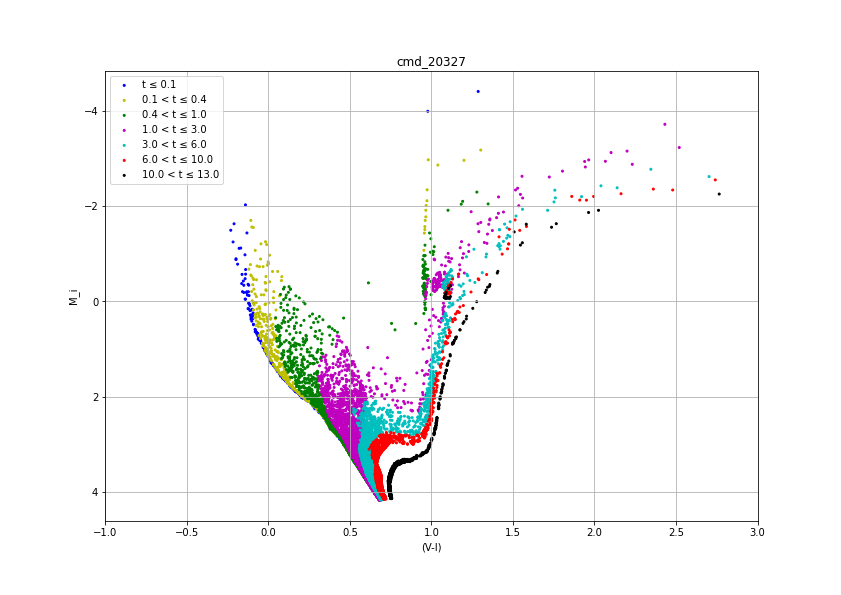 cmd_20327
t ≤ 0.1
0.1 < t ≤ 0.4
0.4 < t ≤ 1.0
1.0 < t ≤ 3.0
3.0 < t ≤ 6.0
6.0 < t ≤ 10.0
10.0 < t ≤ 13.0
M_i
−4
−2
0
2
4
−1.0 −0.5 0.0 0.5 1.0 1.5 2.0 2.5 3.0
(V-I)